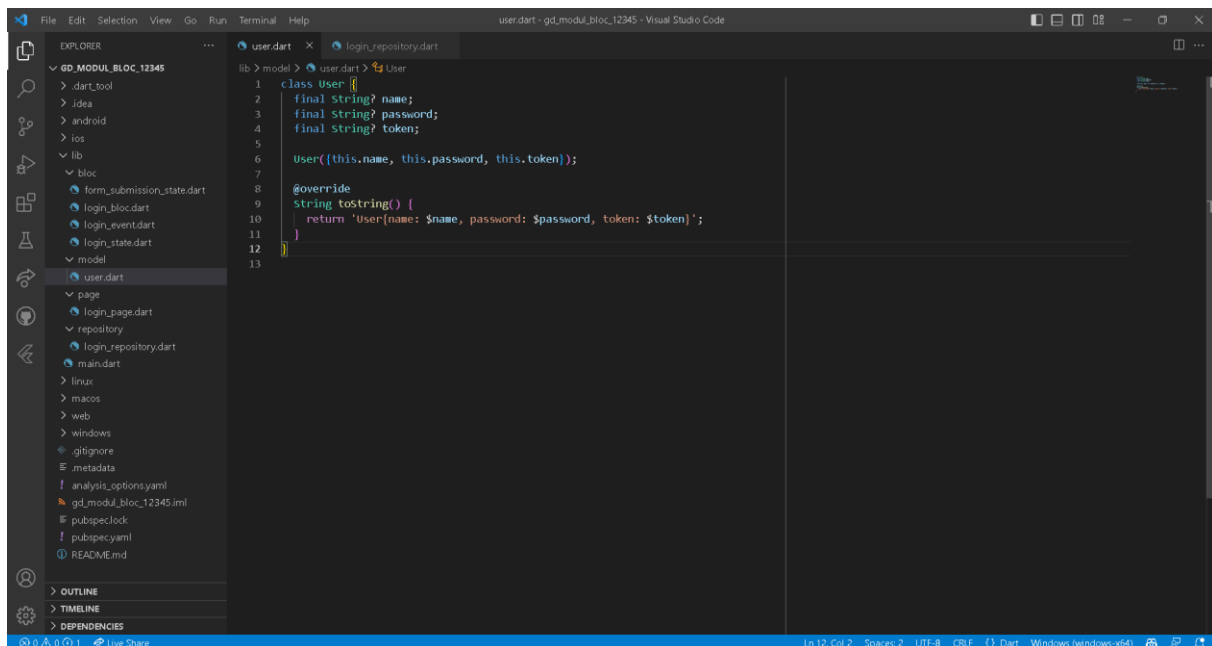 File Edit Selection View Go Run Terminal Help
user.dart - gd_modul_bloc_12345 - Visual Studio Code
EXPLORER
GD_MODUL_BLOC_12345
.dart_tool
.idea
android
ios
lib
bloc
form_submission_state.dart
login_bloc.dart
login_event.dart
login_state.dart
model
user.dart
page
login_page.dart
repository
login_repository.dart
main.dart
linux
macos
web
windows
.gitignore
.metadata
analysis_options.yaml
gd_modul_bloc_12345.iml
pubspec.lock
pubspec.yaml
README.md
OUTLINE
TIMELINE
DEPENDENCIES
user.dart
login_repository.dart
lib > model > user.dart > User
1 class User {
2 final String? name;
3 final String? password;
4 final String? token;
5
6 User({this.name, this.password, this.token});
7
8 @override
9 String toString() {
10 return 'User{name: $name, password: $password, token: $token}';
11 }
12 }
13
0 0 1 Live Share
Ln 12, Col 2 Spaces: 2 UTF-8 CRLF {} Dart Windows (windows-x64)